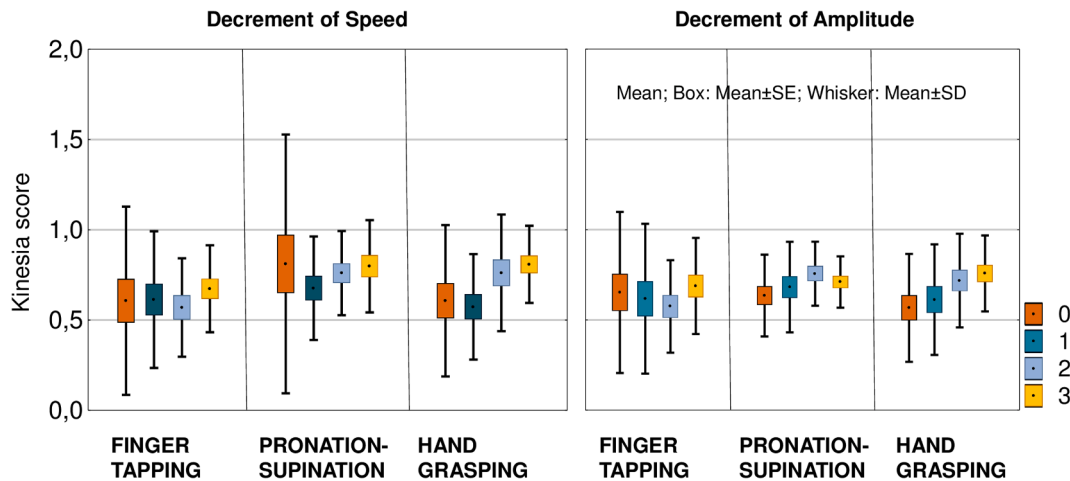 Decrement of Speed
Decrement of Amplitude
2,0
1,5
1,0
0,5
0,0
Kinesia score
Mean; Box: Mean±SE; Whisker: Mean±SD
0
1
2
3
FINGER
TAPPING
PRONATION-
SUPINATION
HAND
GRASPING
FINGER
TAPPING
PRONATION-
SUPINATION
HAND
GRASPING